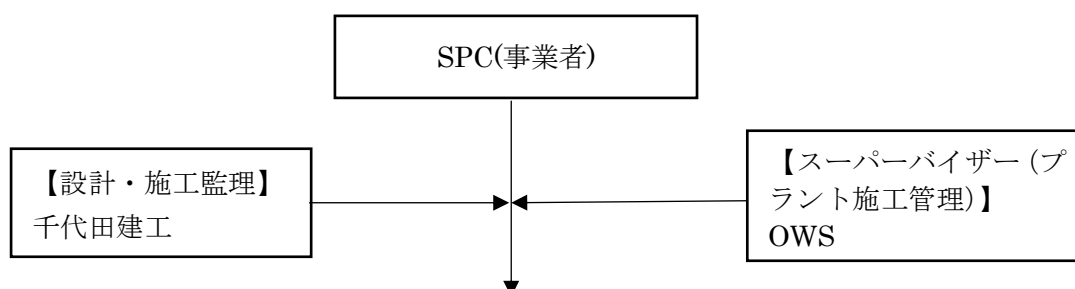 SPC(事業者)
【設計・施工監理】
千代田建工
【スーパーバイザー(プ
ラント施工管理)】
OWS